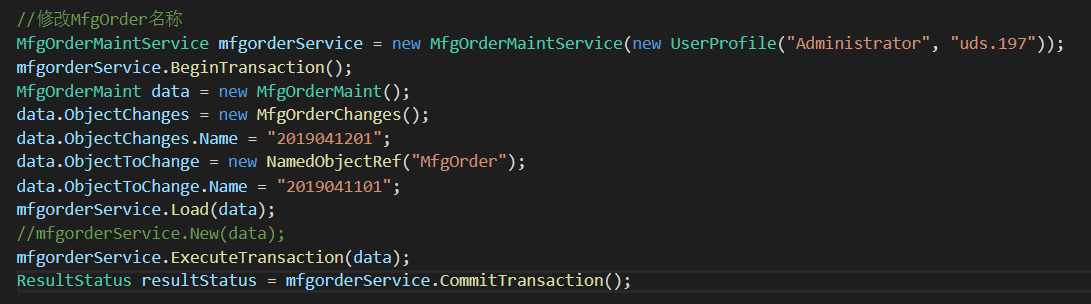 //修改MfgOrder名称
MfgOrderMaintService mfgorderService = new MfgOrderMaintService(new UserProfile("Administrator", "uds.197"));
mfgorderService.BeginTransaction();
MfgOrderMaint data = new MfgOrderMaint();
data.ObjectChanges = new MfgOrderChanges();
data.ObjectChanges.Name = "2019041201";
data.ObjectToChange = new NamedObjectRef("MfgOrder");
data.ObjectToChange.Name = "2019041101";
mfgorderService.Load(data);
//mfgorderService.New(data);
mfgorderService.ExecuteTransaction(data);
ResultStatus resultStatus = mfgorderService.CommitTransaction();